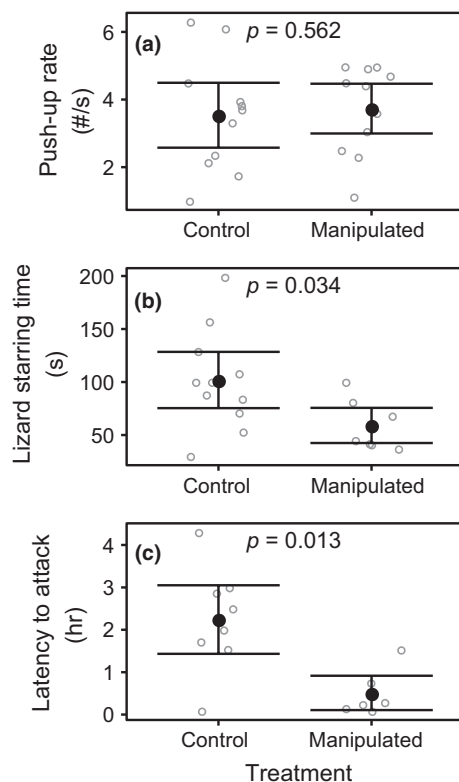 (a)
p = 0.562
Push-up rate
(#/s)
6
4
2
Control
Manipulated
(b)
p = 0.034
Lizard starring time
(s)
200
150
100
50
Control
Manipulated
(c)
p = 0.013
Latency to attack
(hr)
4
3
2
1
0
Control
Manipulated
Treatment